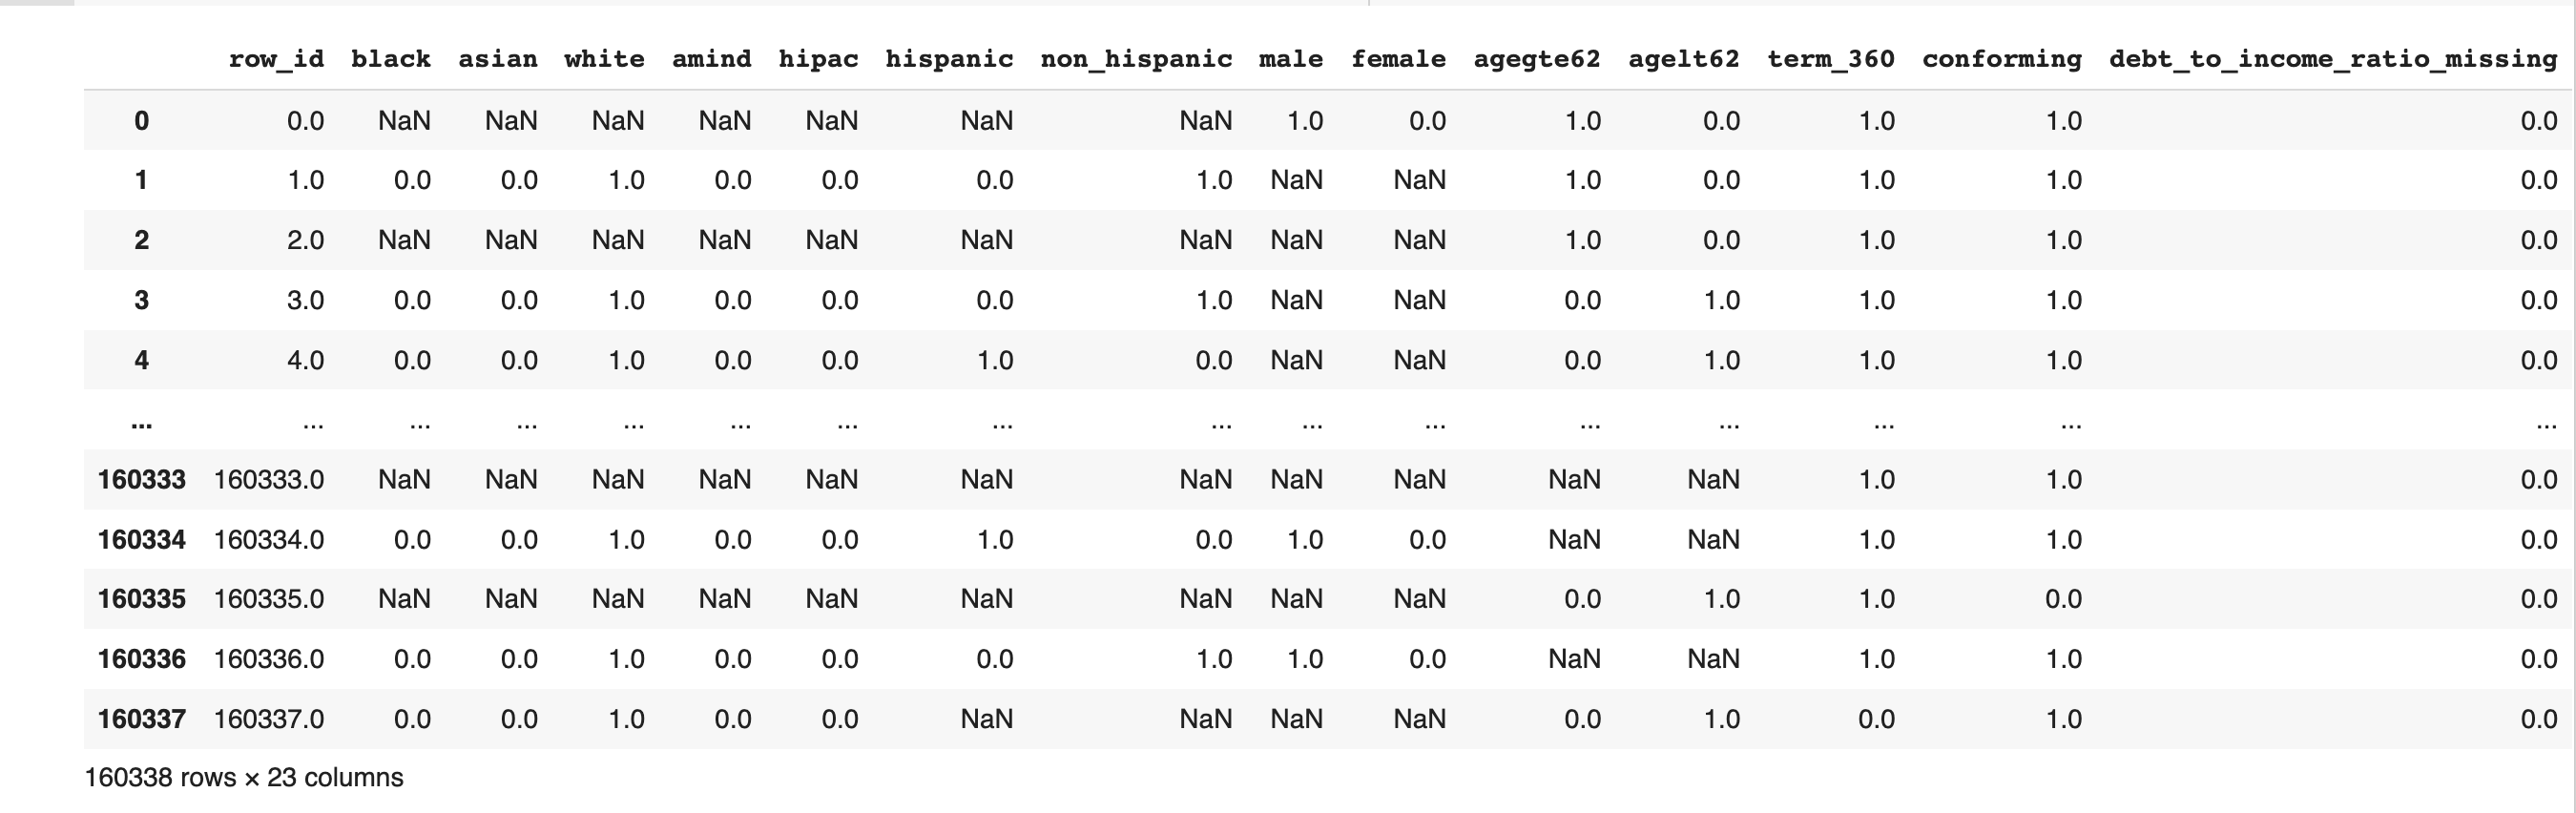 row_id black asian white amind hipac hispanic non_hispanic male female agegte62 agelt62 term_360 conforming debt_to_income_ratio_missing
0 0.0 NaN NaN NaN NaN NaN NaN NaN 1.0 0.0 1.0 0.0 1.0 1.0 0.0
1 1.0 0.0 0.0 1.0 0.0 0.0 0.0 1.0 NaN NaN 1.0 0.0 1.0 1.0 0.0
2 2.0 NaN NaN NaN NaN NaN NaN NaN NaN NaN 1.0 0.0 1.0 1.0 0.0
3 3.0 0.0 0.0 1.0 0.0 0.0 0.0 1.0 NaN NaN 0.0 1.0 1.0 1.0 0.0
4 4.0 0.0 0.0 1.0 0.0 0.0 1.0 0.0 NaN NaN 0.0 1.0 1.0 1.0 0.0
... ... ... ... ... ... ... ... ... ... ... ... ... ... ... ...
160333 160333.0 NaN NaN NaN NaN NaN NaN NaN NaN NaN NaN NaN 1.0 1.0 0.0
160334 160334.0 0.0 0.0 1.0 0.0 0.0 1.0 0.0 1.0 0.0 NaN NaN 1.0 1.0 0.0
160335 160335.0 NaN NaN NaN NaN NaN NaN NaN NaN NaN 0.0 1.0 1.0 0.0 0.0
160336 160336.0 0.0 0.0 1.0 0.0 0.0 0.0 1.0 1.0 0.0 NaN NaN 1.0 1.0 0.0
160337 160337.0 0.0 0.0 1.0 0.0 0.0 NaN NaN NaN NaN 0.0 1.0 0.0 1.0 0.0
160338 rows × 23 columns